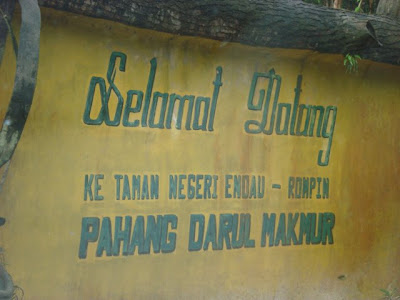 Selamat Datang
KE TAMAN NEGERI ENDAU - ROMPIN
PAHANG DARUL MAKMUR